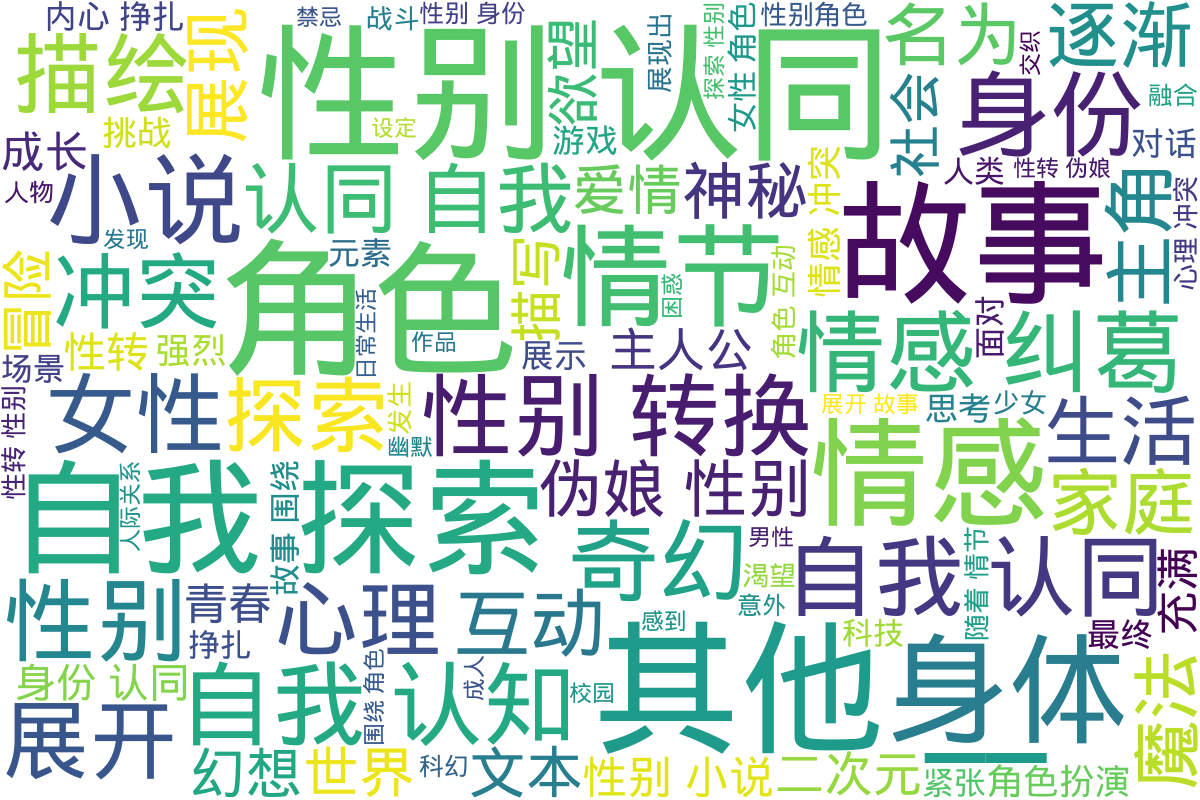 内心 挣扎
禁忌
战斗
性别 身份
性别角色
描绘
展现
性别认同
欲望
展现出
探索 性别
女性 角色
名为
交织
逐渐
融合
挑战
设定
游戏
社会
身份
对话
成长
人物
小说
认同 自我
爱情
神秘
情感 冲突
人类
性转 伪娘
主角
心理 冲突
发现
元素
故事
冒险
冲突
角色
描写
情节
困惑
角色 互动
日常生活
作品
面对
情感 纠葛
性转
强烈
展示
主人公
场景
女性
探索
发生
性别 转换
展开 故事
思考
少女
生活
性转 性别
幽默
情感
自我探索
人际关系
故事 围绕
伪娘 性别
家庭
奇幻
男性
自我认同
随着 情节
充满
性别
青春
心理
互动
渴望
意外
感到
其他
科技
最终
挣扎
身份 认同
自我 认知
围绕 角色
成人
校园
身体
魔法
展开
幻想
世界
科幻
文本
性别 小说
二次元
一
紧张
角色扮演